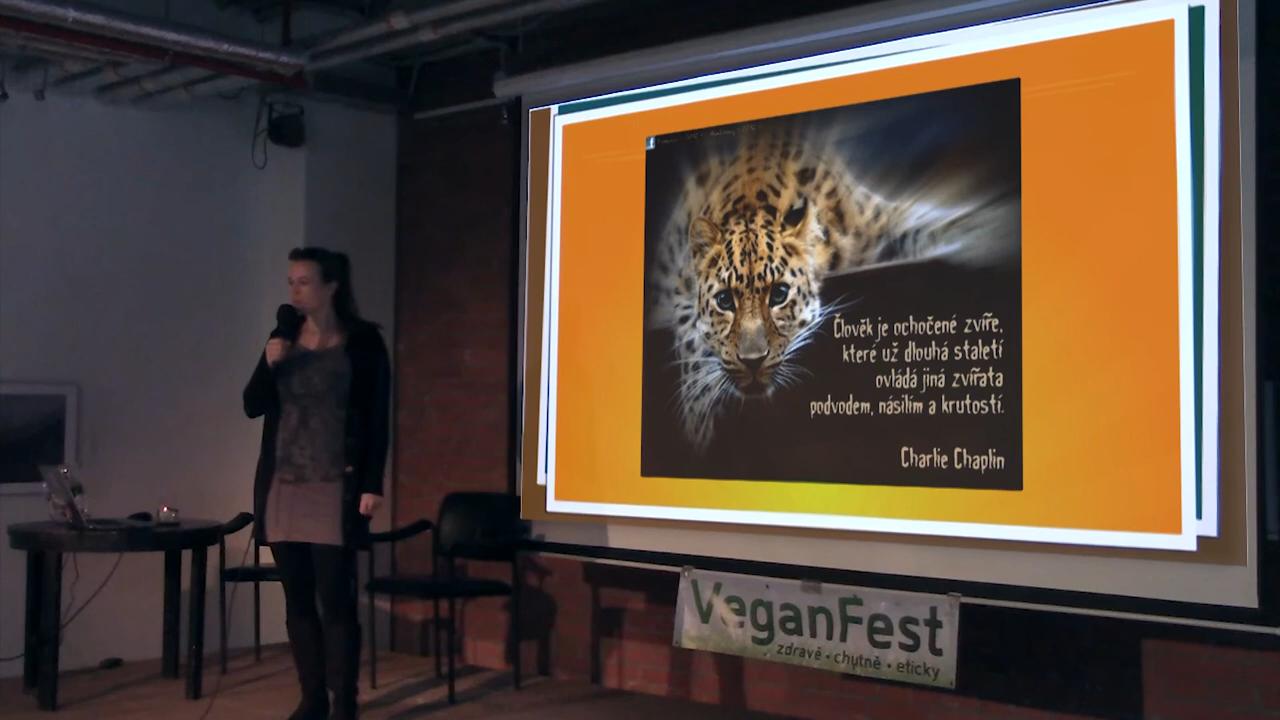 Člověk je ochočené zvíře,
které už dlouhá staletí
ovládá jiná zvířata
podvodem, násilím a krutostí.
Charlie Chaplin
VeganFest
zdravě • chutně • eticky